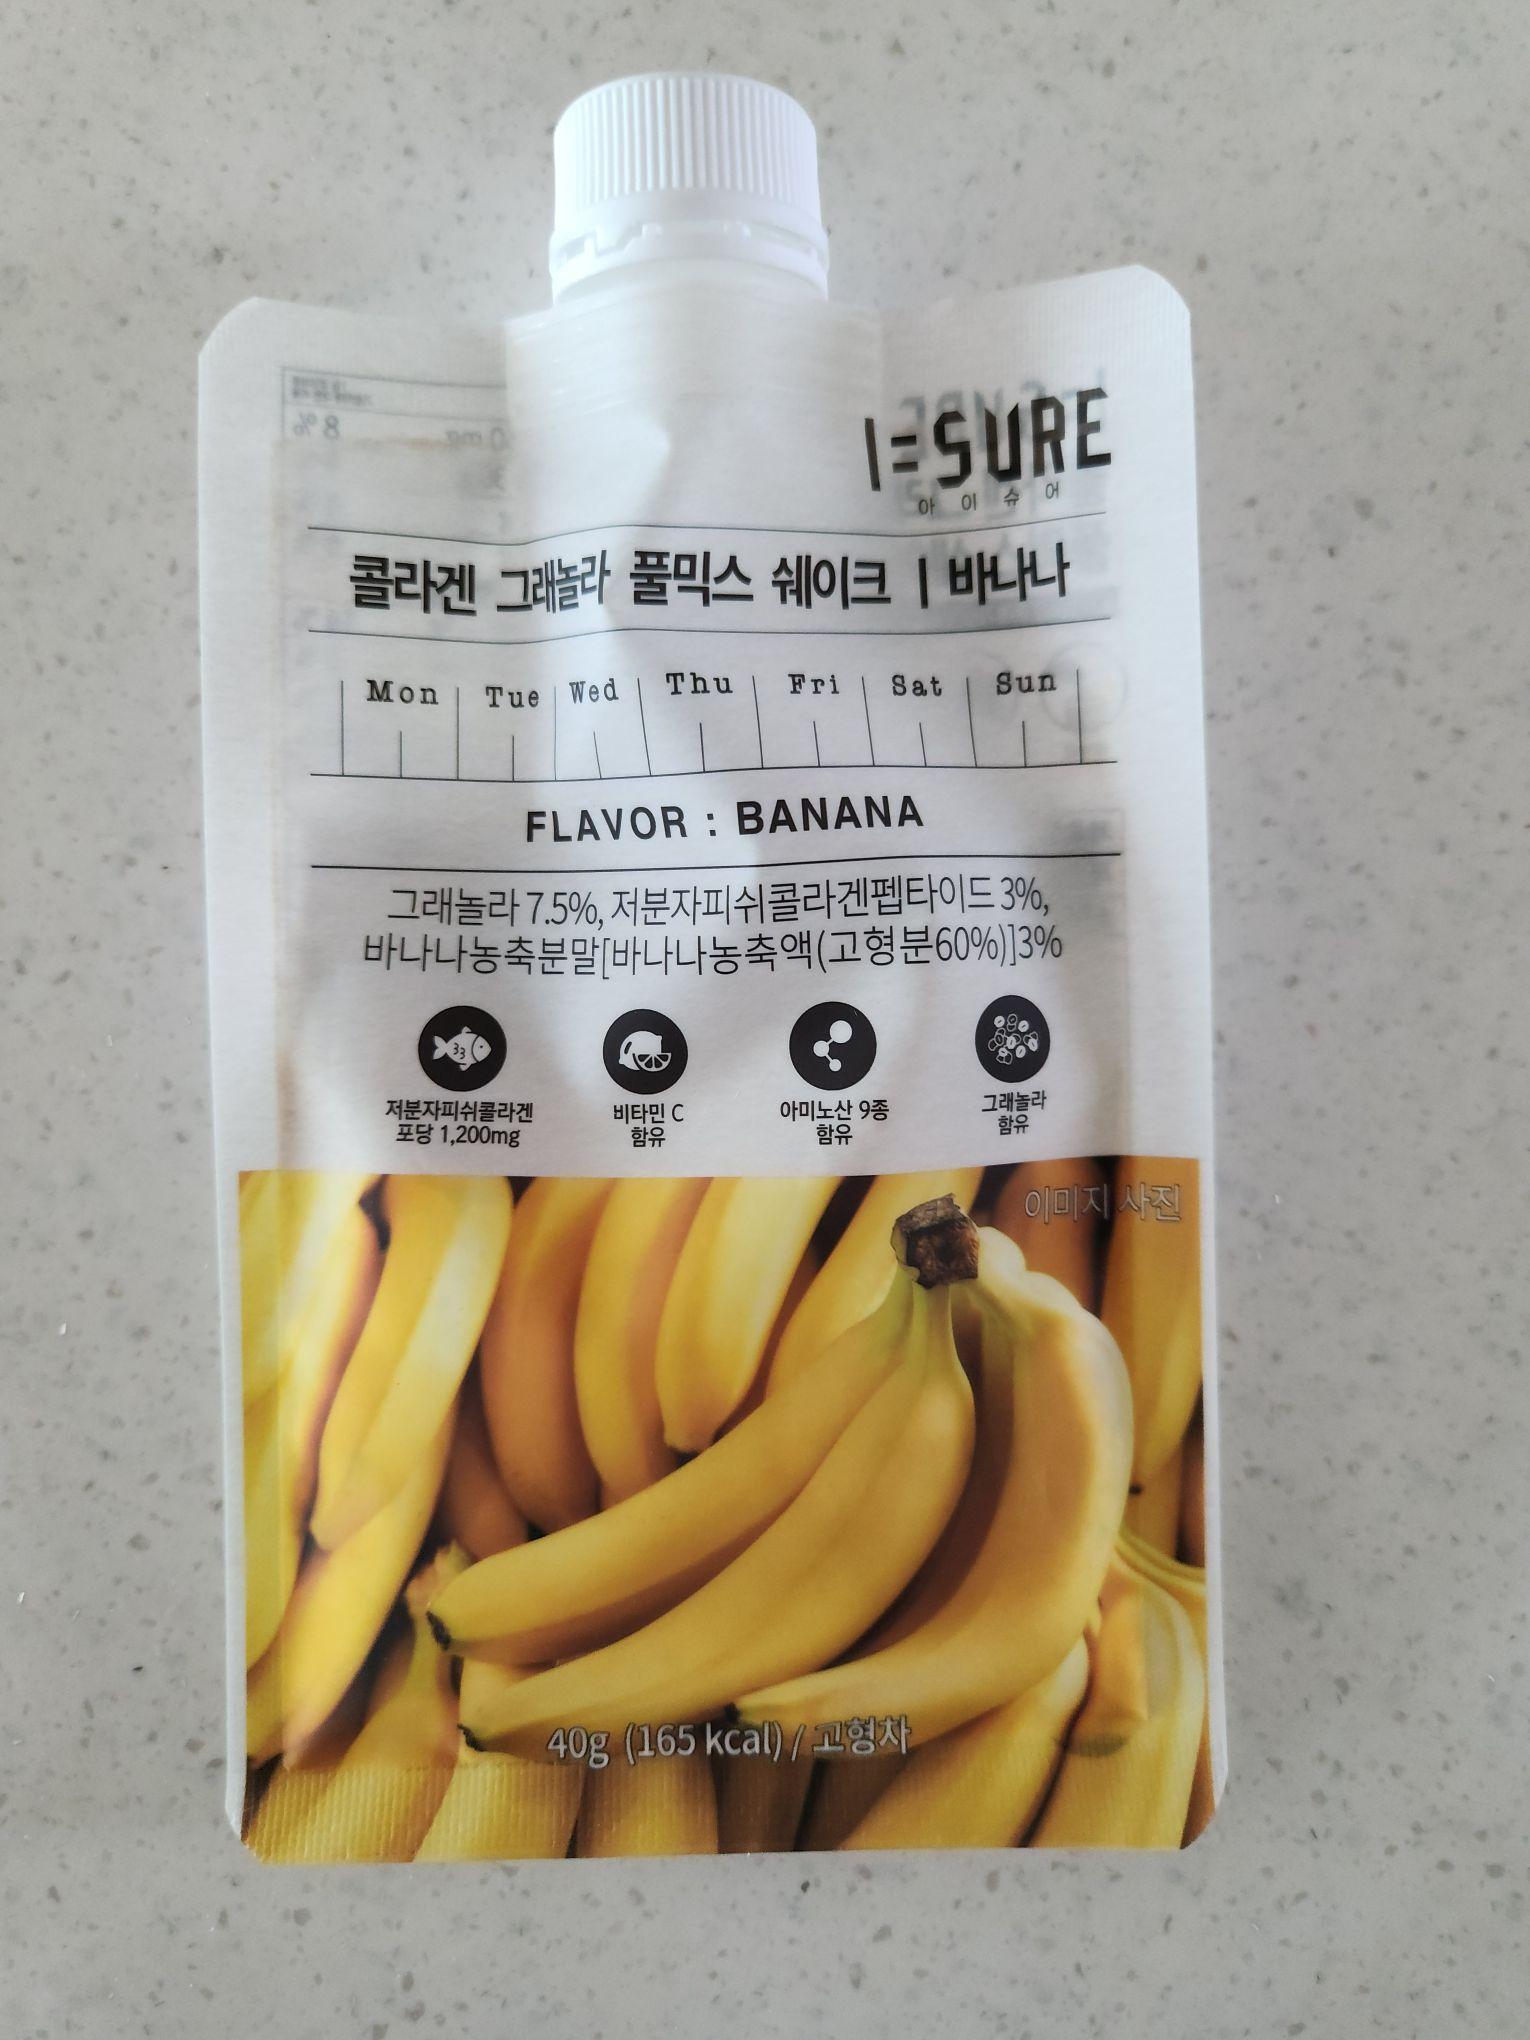 I=SURE
아이슈어
콜라겐 그래놀라 풀믹스 쉐이크 | 바나나
Mon Tue Wed Thu Fri Sat Sun
FLAVOR : BANANA
그래놀라 7.5%, 저분자피쉬콜라겐펩타이드 3%,
바나나농축분말[바나나농축액(고형분60%)]3%
저분자피쉬콜라겐
포당 1,200mg
비타민 C
함유
아미노산 9종
함유
그래놀라
함유
이미지 사진
40g (165 kcal) / 고형차